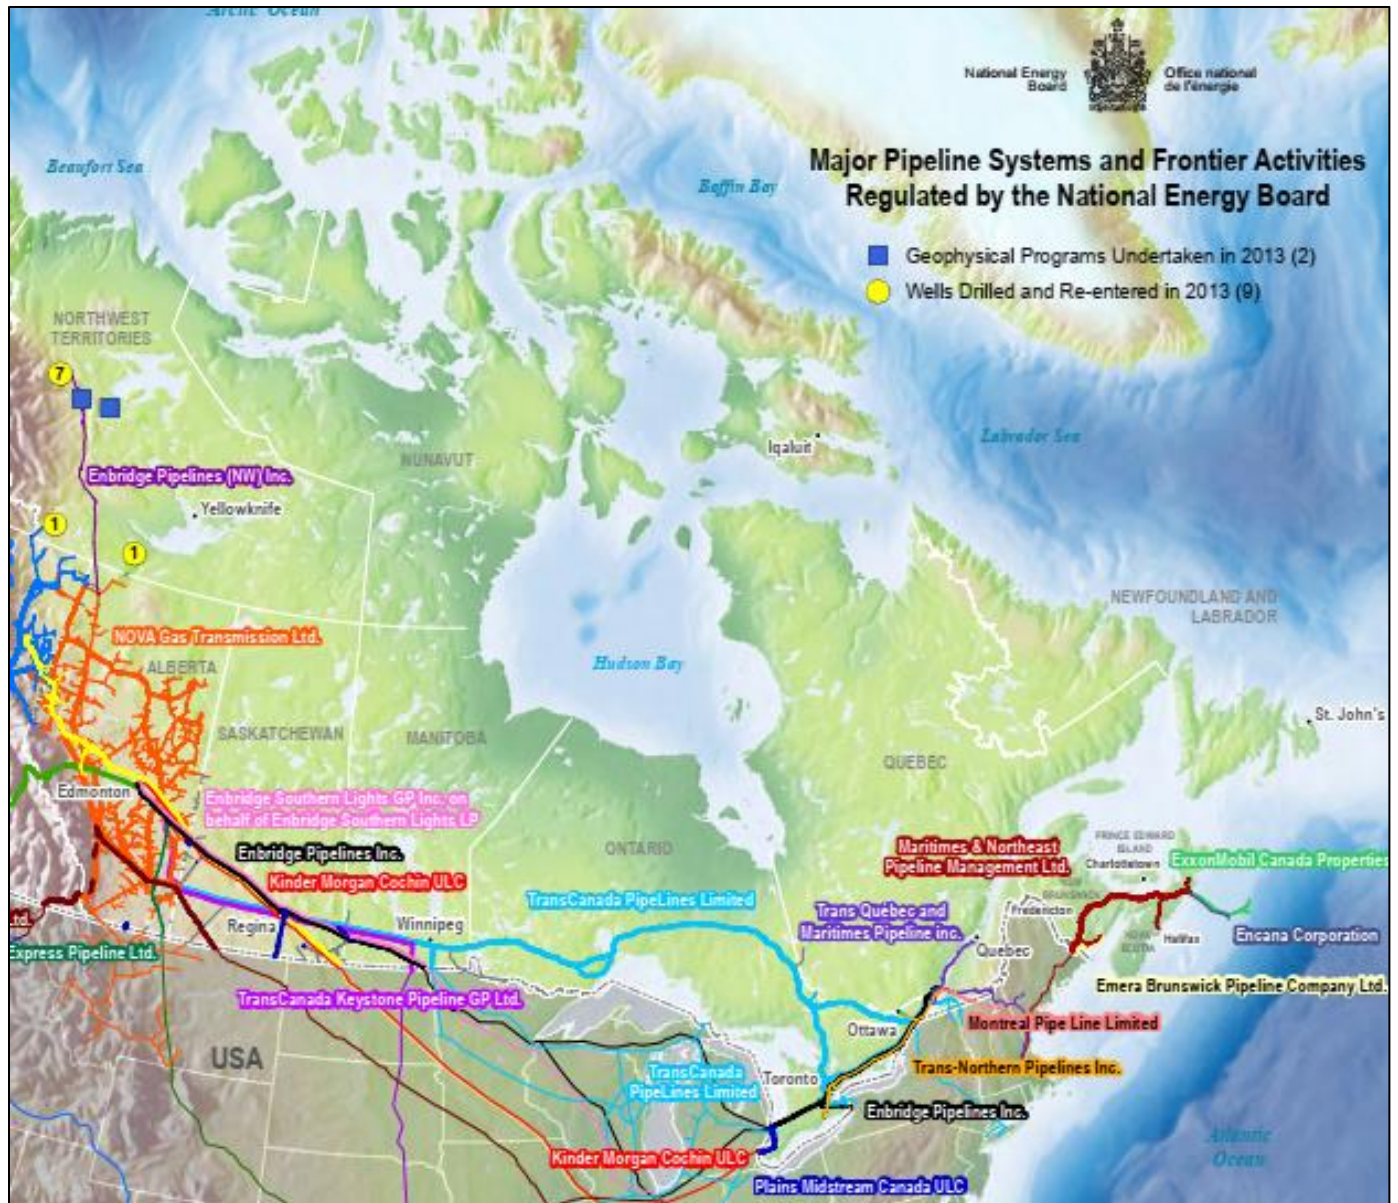 Arctic Ocean
National Energy
Board
Office national
de l'énergie
Beaufort Sea
Baffin Bay
Major Pipeline Systems and Frontier Activities
Regulated by the National Energy Board
Geophysical Programs Undertaken in 2013 (2)
Wells Drilled and Re-entered in 2013 (9)
NORTHWEST
TERRITORIES
7
Labrador Sea
Iqaluit
NUNAVUT
Enbridge Pipelines (NW) Inc.
Yellowknife
1
1
NEWFOUNDLAND AND
LABRADOR
NOVA Gas Transmission Ltd.
ALBERTA
Hudson Bay
St. John's
SASKATCHEWAN
MANITOBA
QUEBEC
Edmonton
Enbridge Southern Lights GP Inc. on
behalf of Enbridge Southern Lights LP
ONTARIO
Enbridge Pipelines Inc.
Kinder Morgan Cochin ULC
Maritimes & Northeast
Pipeline Management Ltd.
PRINCE EDWARD
ISLAND
Charlottetown
ExxonMobil Canada Properties
TransCanada PipeLines Limited
NEW
BRUNSWICK
Fredericton
Trans Québec and
Maritimes Pipeline inc.
Ltd.
Regina
Winnipeg
NOVA
SCOTIA
Halifax
Encana Corporation
Quebec
Express Pipeline Ltd.
Emera Brunswick Pipeline Company Ltd.
TransCanada Keystone Pipeline GP Ltd.
Montreal Pipe Line Limited
Ottawa
USA
Trans-Northern Pipelines Inc.
TransCanada
PipeLines Limited
Toronto
Enbridge Pipelines Inc.
Atlantic
Ocean
Kinder Morgan Cochin ULC
Plains Midstream Canada ULC